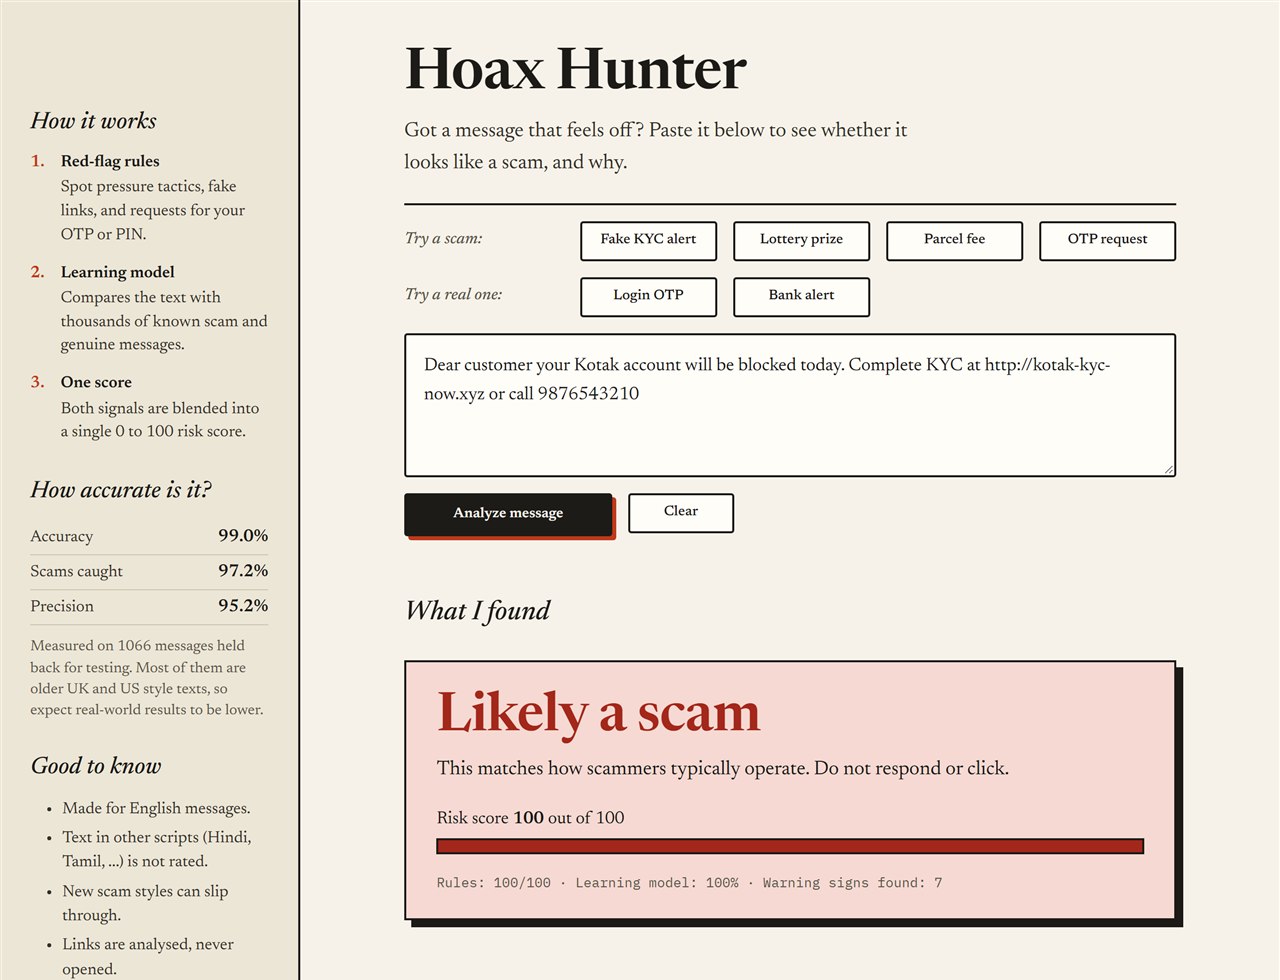 How it works
1. Red-flag rules
Spot pressure tactics, fake
links, and requests for your
OTP or PIN.
2. Learning model
Compares the text with
thousands of known scam and
genuine messages.
3. One score
Both signals are blended into
a single 0 to 100 risk score.
How accurate is it?
Accuracy 99.0%
Scams caught 97.2%
Precision 95.2%
Measured on 1066 messages held
back for testing. Most of them are
older UK and US style texts, so
expect real-world results to be lower.
Good to know
• Made for English messages.
• Text in other scripts (Hindi,
Tamil, ...) is not rated.
• New scam styles can slip
through.
• Links are analysed, never
opened.
Hoax Hunter
Got a message that feels off? Paste it below to see whether it
looks like a scam, and why.
Try a scam: Fake KYC alert Lottery prize Parcel fee OTP request
Try a real one: Login OTP Bank alert
Dear customer your Kotak account will be blocked today. Complete KYC at http://kotak-kyc-
now.xyz or call 9876543210
Analyze message Clear
What I found
Likely a scam
This matches how scammers typically operate. Do not respond or click.
Risk score 100 out of 100
Rules: 100/100 · Learning model: 100% · Warning signs found: 7